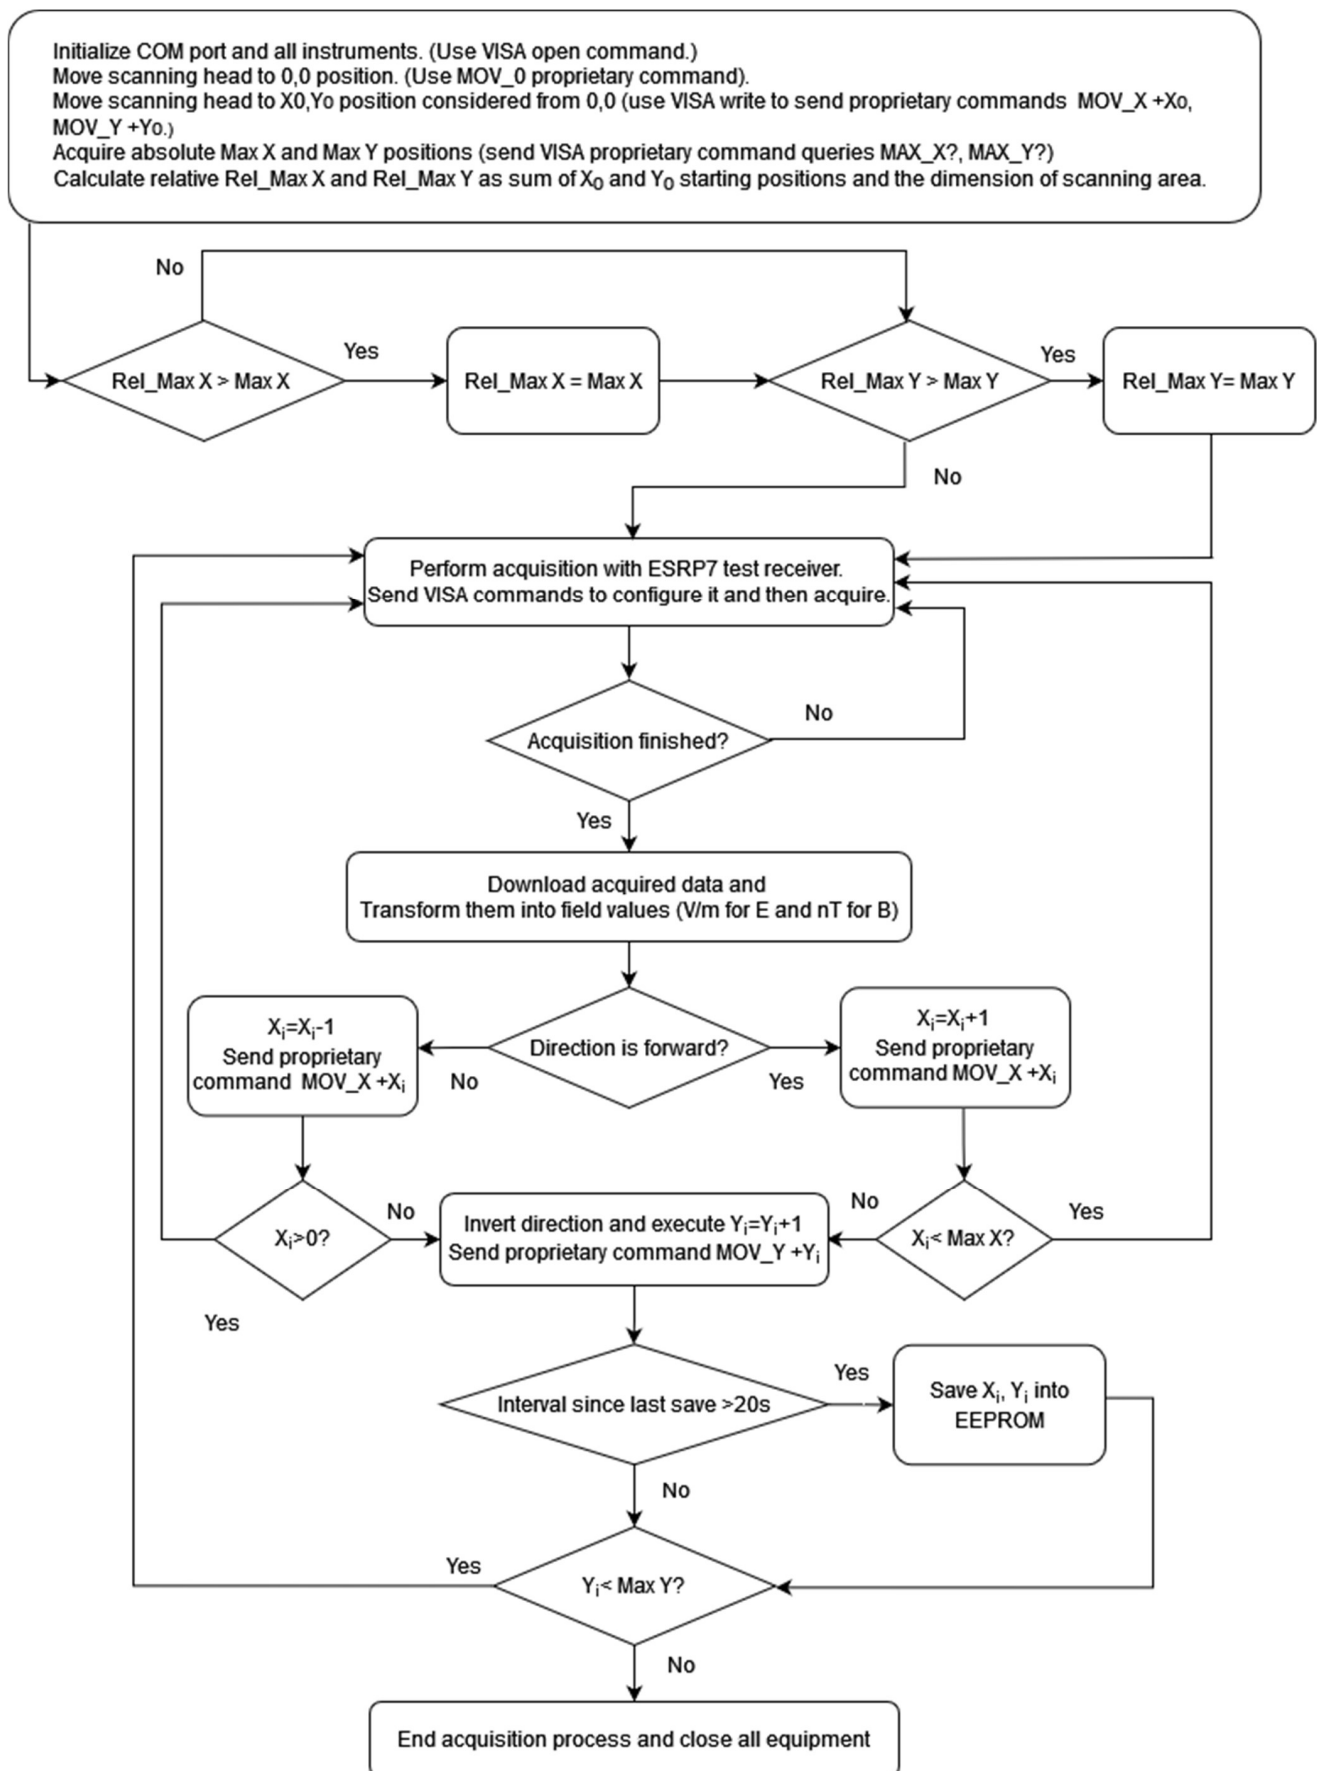 Initialize COM port and all instruments. (Use VISA open command.)
Move scanning head to 0,0 position. (Use MOV_0 proprietary command).
Move scanning head to X0,Y₀ position considered from 0,0 (use VISA write to send proprietary commands MOV_X +X₀,
MOV_Y +Y₀.)
Acquire absolute Max X and Max Y positions (send VISA proprietary command queries MAX_X?, MAX_Y?)
Calculate relative Rel_Max X and Rel_Max Y as sum of X₀ and Y₀ starting positions and the dimension of scanning area.
No
Rel_Max X > Max X
Yes
Rel_Max X = Max X
Rel_Max Y > Max Y
Yes
Rel_Max Y= Max Y
No
Perform acquisition with ESRP7 test receiver.
Send VISA commands to configure it and then acquire.
Acquisition finished?
No
Yes
Download acquired data and
Transform them into field values (V/m for E and nT for B)
Direction is forward?
No
Yes
Xᵢ=Xᵢ-1
Send proprietary
command MOV_X +Xᵢ
Xᵢ=Xᵢ+1
Send proprietary
command MOV_X +Xᵢ
Xᵢ>0?
No
Yes
Invert direction and execute Yᵢ=Yᵢ+1
Send proprietary command MOV_Y +Yᵢ
No
Xᵢ< Max X?
Yes
Interval since last save >20s
Yes
Save Xᵢ, Yᵢ into
EEPROM
No
Yes
Yᵢ< Max Y?
No
End acquisition process and close all equipment